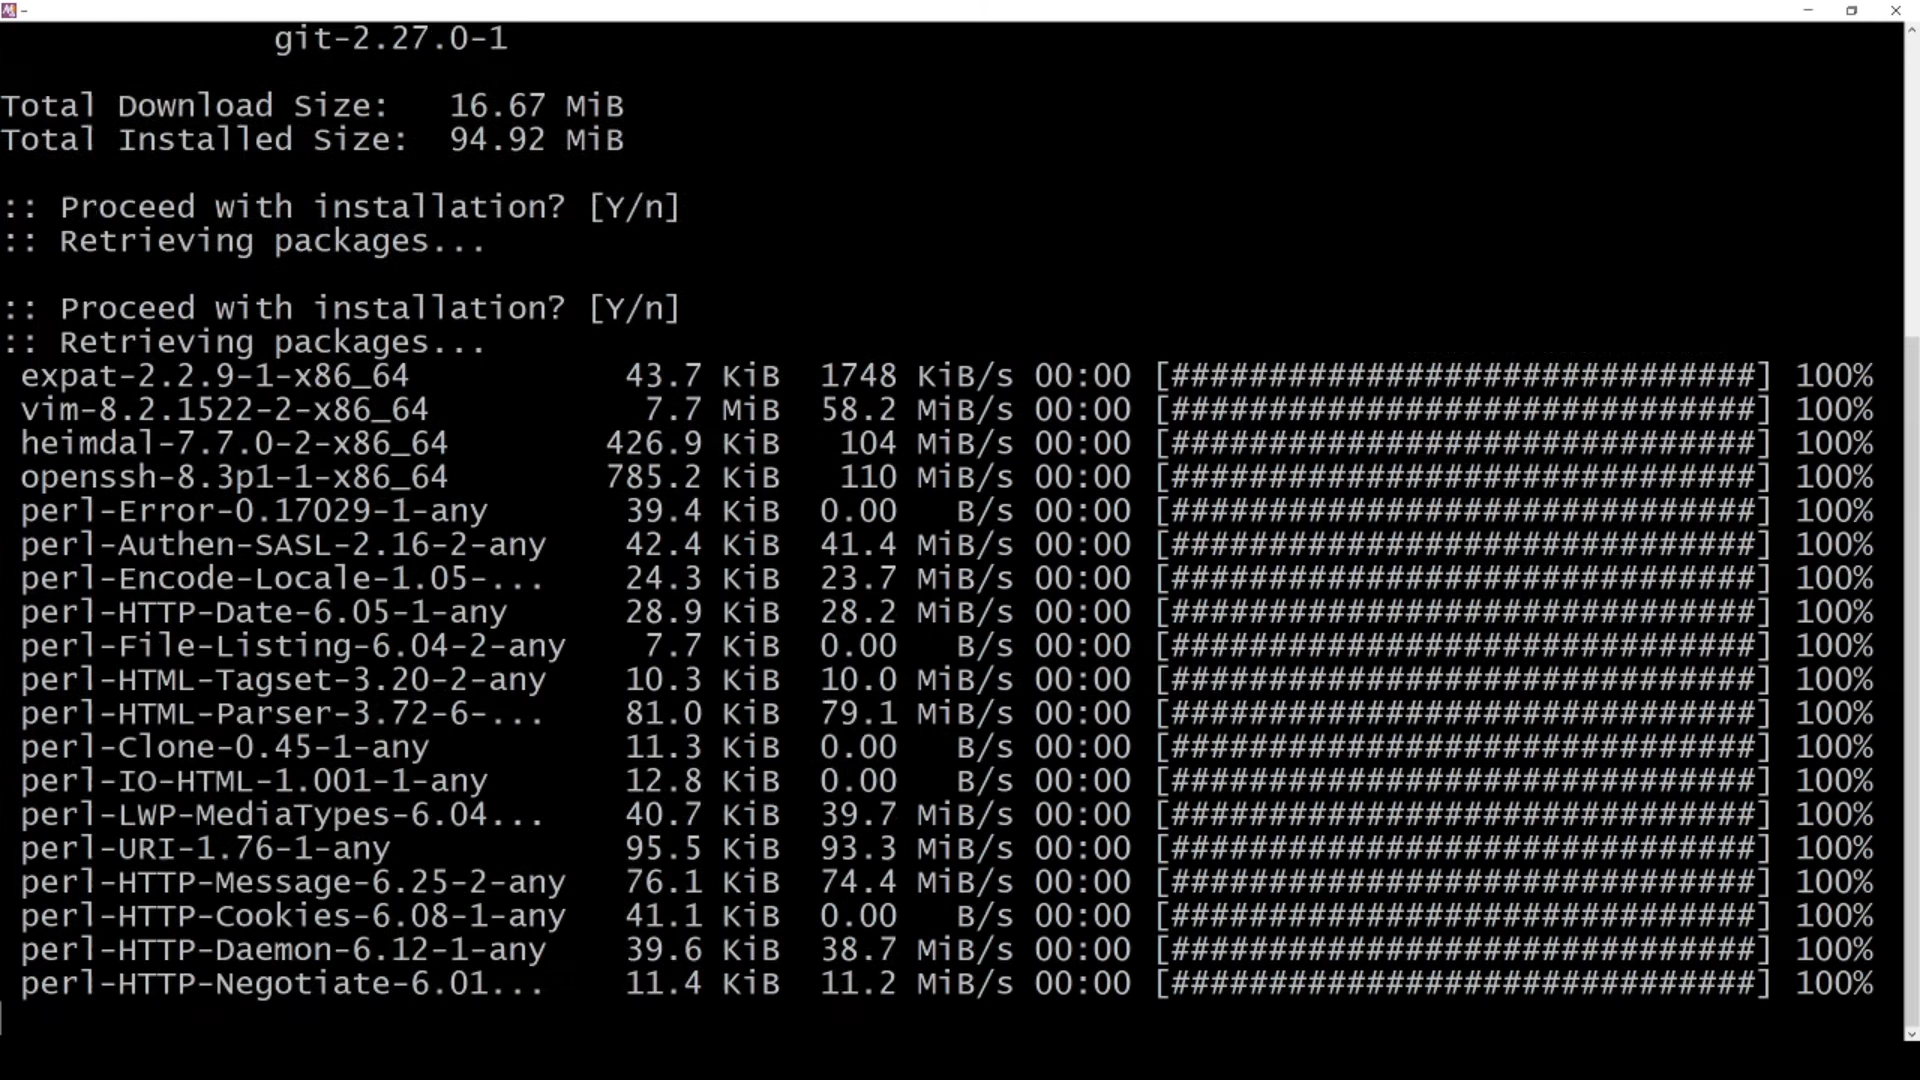 git-2.27.0-1
Total Download Size:   16.67 MiB
Total Installed Size:  94.92 MiB
:: Proceed with installation? [Y/n]
:: Retrieving packages...
:: Proceed with installation? [Y/n]
:: Retrieving packages...
expat-2.2.9-1-x86_64 43.7 KiB 1748 KiB/s 00:00 [##############################] 100%
vim-8.2.1522-2-x86_64 7.7 MiB 58.2 MiB/s 00:00 [##############################] 100%
heimdal-7.7.0-2-x86_64 426.9 KiB 104 MiB/s 00:00 [##############################] 100%
openssh-8.3p1-1-x86_64 785.2 KiB 110 MiB/s 00:00 [##############################] 100%
perl-Error-0.17029-1-any 39.4 KiB 0.00 B/s 00:00 [##############################] 100%
perl-Authen-SASL-2.16-2-any 42.4 KiB 41.4 MiB/s 00:00 [##############################] 100%
perl-Encode-Locale-1.05-... 24.3 KiB 23.7 MiB/s 00:00 [##############################] 100%
perl-HTTP-Date-6.05-1-any 28.9 KiB 28.2 MiB/s 00:00 [##############################] 100%
perl-File-Listing-6.04-2-any 7.7 KiB 0.00 B/s 00:00 [##############################] 100%
perl-HTML-Tagset-3.20-2-any 10.3 KiB 10.0 MiB/s 00:00 [##############################] 100%
perl-HTML-Parser-3.72-6-... 81.0 KiB 79.1 MiB/s 00:00 [##############################] 100%
perl-Clone-0.45-1-any 11.3 KiB 0.00 B/s 00:00 [##############################] 100%
perl-IO-HTML-1.001-1-any 12.8 KiB 0.00 B/s 00:00 [##############################] 100%
perl-LWP-MediaTypes-6.04... 40.7 KiB 39.7 MiB/s 00:00 [##############################] 100%
perl-URI-1.76-1-any 95.5 KiB 93.3 MiB/s 00:00 [##############################] 100%
perl-HTTP-Message-6.25-2-any 76.1 KiB 74.4 MiB/s 00:00 [##############################] 100%
perl-HTTP-Cookies-6.08-1-any 41.1 KiB 0.00 B/s 00:00 [##############################] 100%
perl-HTTP-Daemon-6.12-1-any 39.6 KiB 38.7 MiB/s 00:00 [##############################] 100%
perl-HTTP-Negotiate-6.01... 11.4 KiB 11.2 MiB/s 00:00 [##############################] 100%